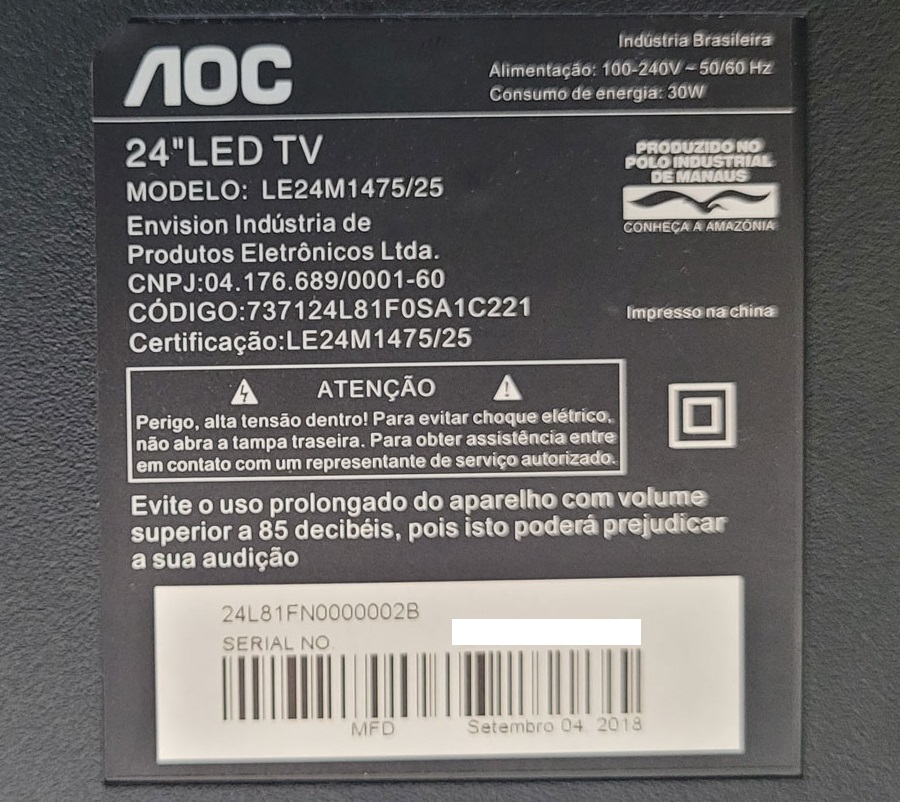 AOC
Indústria Brasileira
Alimentação: 100-240V ~ 50/60 Hz
Consumo de energia: 30W
24"LED TV
MODELO: LE24M1475/25
Envision Indústria de
Produtos Eletrônicos Ltda.
CNPJ:04.176.689/0001-60
CÓDIGO:737124L81F0SA1C221
Certificação:LE24M1475/25
PRODUZIDO NO
POLO INDUSTRIAL
DE MANAUS
CONHEÇA A AMAZÔNIA
Impresso na china
ATENÇÃO
Perigo, alta tensão dentro! Para evitar choque elétrico,
não abra a tampa traseira. Para obter assistência entre
em contato com um representante de serviço autorizado.
Evite o uso prolongado do aparelho com volume
superior a 85 decibéis, pois isto poderá prejudicar
a sua audição
24L81FN0000002B
SERIAL NO
MFD Setembro 04 2018